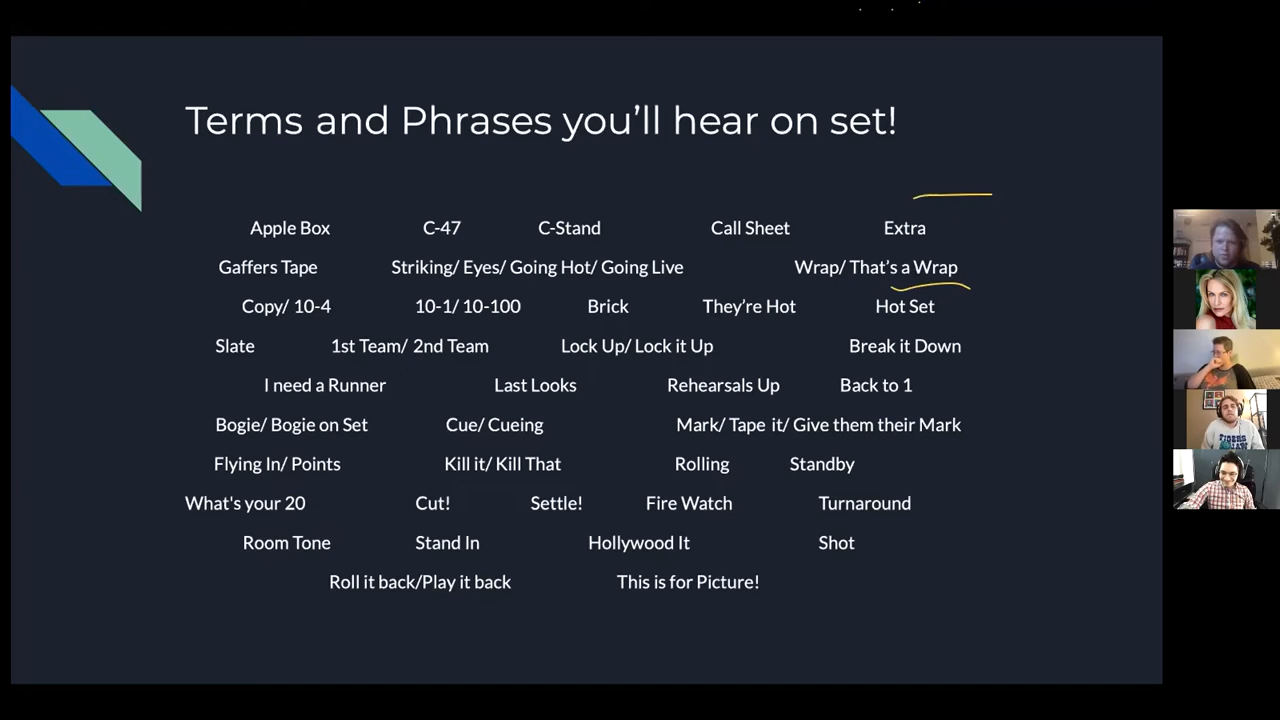 Terms and Phrases you'll hear on set!
Apple Box C-47 C-Stand Call Sheet Extra
Gaffers Tape Striking/ Eyes/ Going Hot/ Going Live Wrap/ That's a Wrap
Copy/ 10-4 10-1/ 10-100 Brick They're Hot Hot Set
Slate 1st Team/ 2nd Team Lock Up/ Lock it Up Break it Down
I need a Runner Last Looks Rehearsals Up Back to 1
Bogie/ Bogie on Set Cue/ Cueing Mark/ Tape it/ Give them their Mark
Flying In/ Points Kill it/ Kill That Rolling Standby
What's your 20 Cut! Settle! Fire Watch Turnaround
Room Tone Stand In Hollywood It Shot
Roll it back/Play it back This is for Picture!